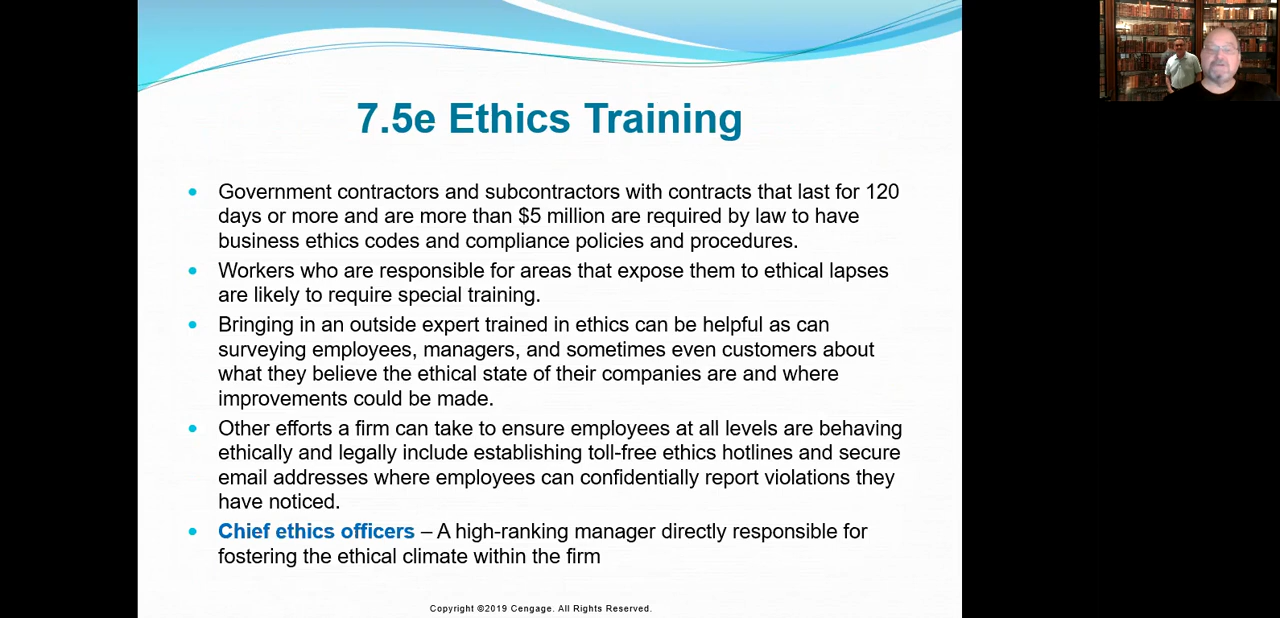 7.5e Ethics Training
• Government contractors and subcontractors with contracts that last for 120
days or more and are more than $5 million are required by law to have
business ethics codes and compliance policies and procedures.
• Workers who are responsible for areas that expose them to ethical lapses
are likely to require special training.
• Bringing in an outside expert trained in ethics can be helpful as can
surveying employees, managers, and sometimes even customers about
what they believe the ethical state of their companies are and where
improvements could be made.
• Other efforts a firm can take to ensure employees at all levels are behaving
ethically and legally include establishing toll-free ethics hotlines and secure
email addresses where employees can confidentially report violations they
have noticed.
• Chief ethics officers – A high-ranking manager directly responsible for
fostering the ethical climate within the firm
Copyright ©2019 Cengage. All Rights Reserved.